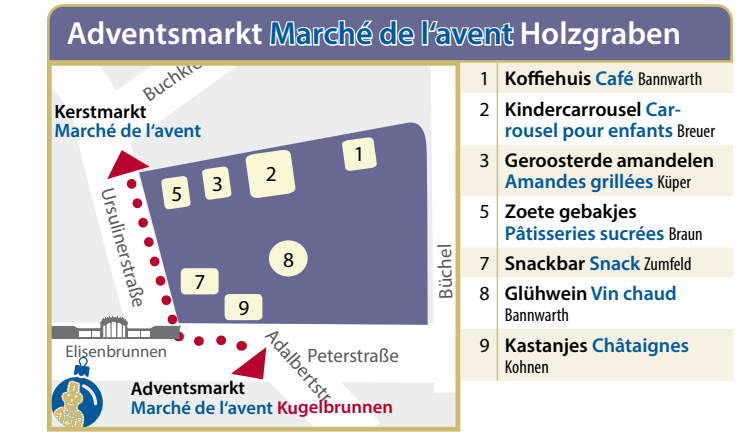 Adventsmarkt Marché de l'avent Holzgraben
Buchkr
Kerstmarkt
Marché de l'avent
1
2
3
5
Ursulinerstraße
8
7
9
Büchel
Elisenbrunnen
Adalbertstr.
Peterstraße
Adventsmarkt
Marché de l'avent Kugelbrunnen
1 Koffiehuis Café Bannwarth
2 Kindercarrousel Car-
rousel pour enfants Breuer
3 Geroosterde amandelen
Amandes grillées Küper
5 Zoete gebakjes
Pâtisseries sucrées Braun
7 Snackbar Snack Zumfeld
8 Glühwein Vin chaud
Bannwarth
9 Kastanjes Châtaignes
Kohnen